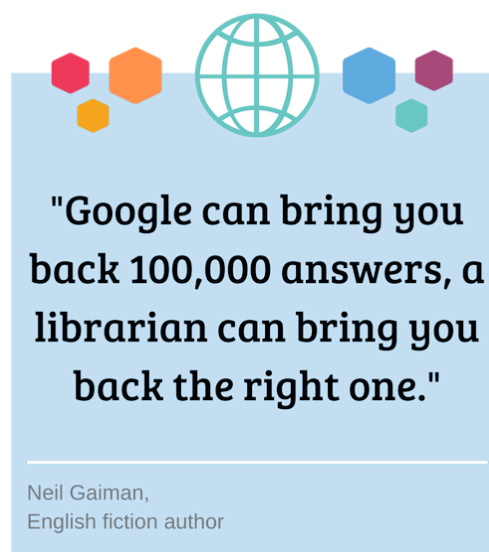 "Google can bring you
back 100,000 answers, a
librarian can bring you
back the right one."
Neil Gaiman,
English fiction author